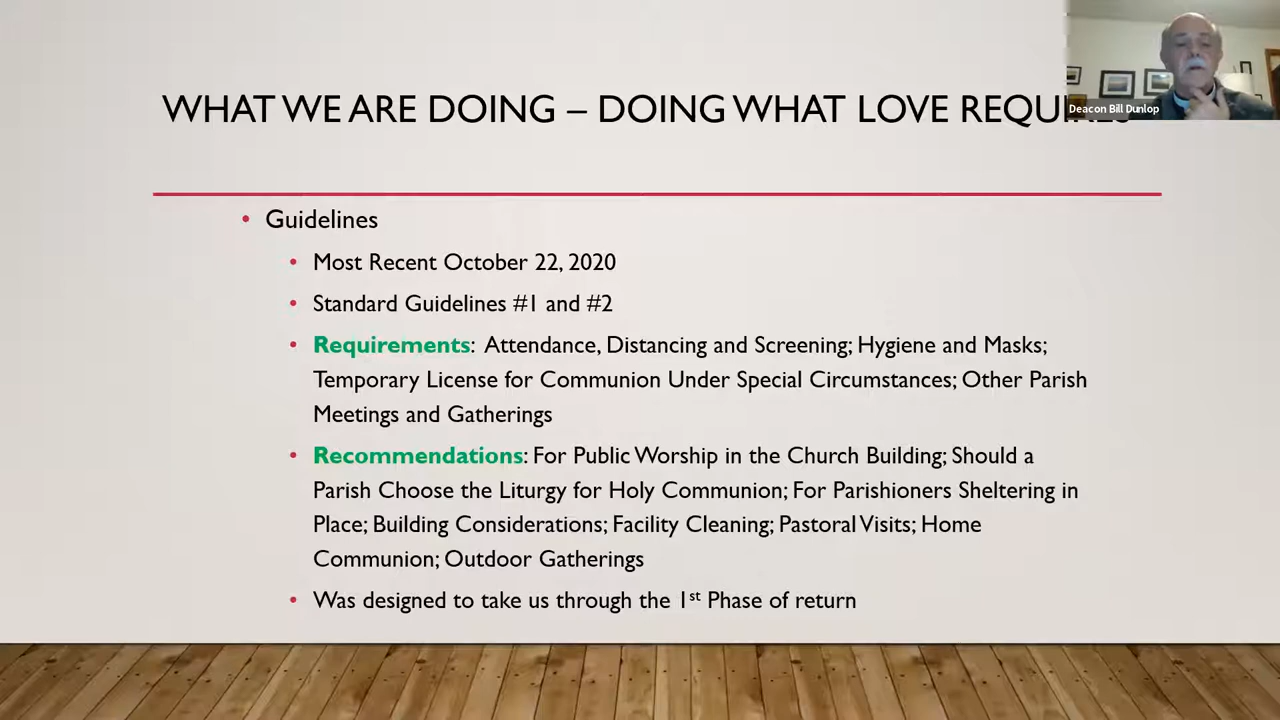 WHAT WE ARE DOING – DOING WHAT LOVE
Deacon Bill Dunlop
• Guidelines
• Most Recent October 22, 2020
• Standard Guidelines #1 and #2
• Requirements: Attendance, Distancing and Screening; Hygiene and Masks;
Temporary License for Communion Under Special Circumstances; Other Parish
Meetings and Gatherings
• Recommendations: For Public Worship in the Church Building; Should a
Parish Choose the Liturgy for Holy Communion; For Parishioners Sheltering in
Place; Building Considerations; Facility Cleaning; Pastoral Visits; Home
Communion; Outdoor Gatherings
• Was designed to take us through the 1st Phase of return